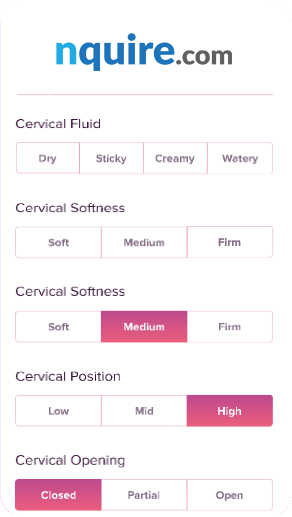 nquire.com
Cervical Fluid
Dry Sticky Creamy Watery
Cervical Softness
Soft Medium Firm
Cervical Softness
Soft Medium Firm
Cervical Position
Low Mid High
Cervical Opening
Closed Partial Open